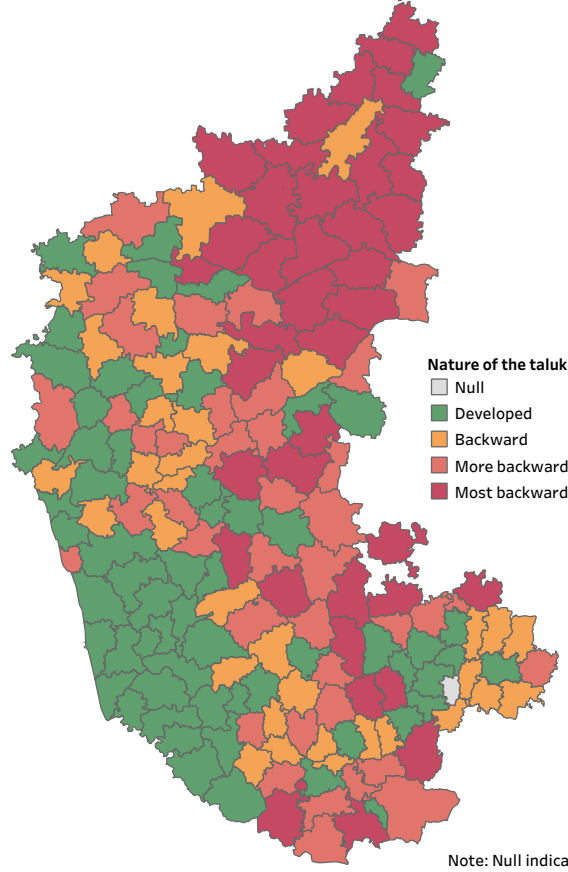 Nature of the taluk
Null
Developed
Backward
More backward
Most backward
Note: Null indica